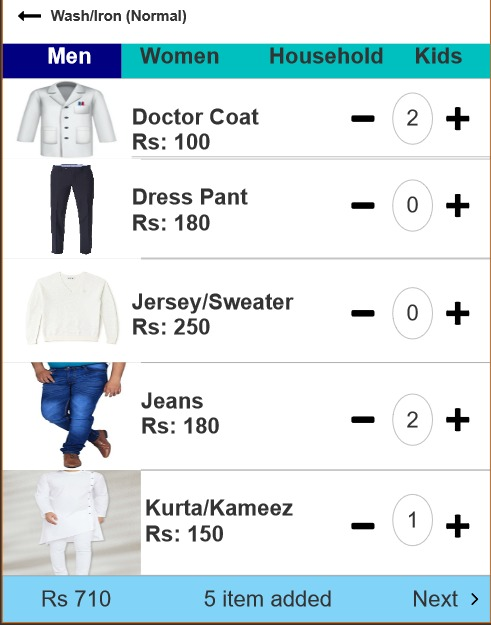 Wash/Iron (Normal)
Men Women Household Kids
Doctor Coat
Rs: 100
2
Dress Pant
Rs: 180
0
Jersey/Sweater
Rs: 250
0
Jeans
Rs: 180
2
Kurta/Kameez
Rs: 150
1
Rs 710 5 item added Next